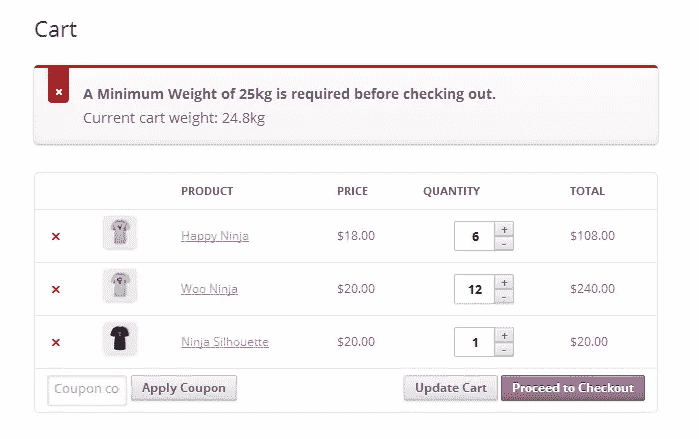 Cart
× A Minimum Weight of 25kg is required before checking out.
Current cart weight: 24.8kg
PRODUCT PRICE QUANTITY TOTAL
× Happy Ninja $18.00 6 + - $108.00
× Woo Ninja $20.00 12 + - $240.00
× Ninja Silhouette $20.00 1 + - $20.00
Coupon co Apply Coupon Update Cart Proceed to Checkout